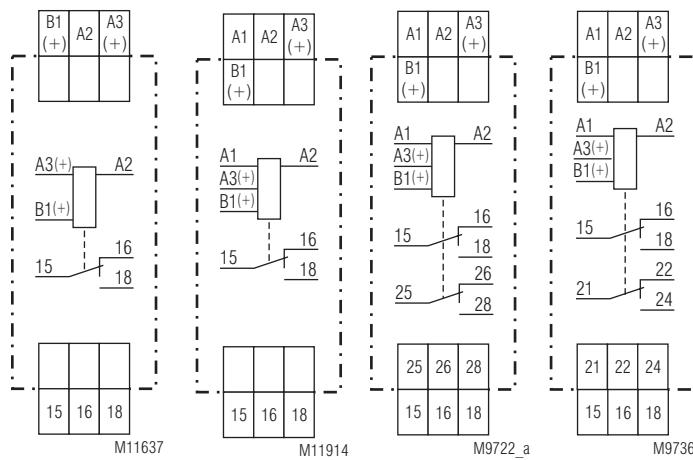 B1 (+) A2 A3 (+)
A3(+) A2
B1(+)
16
15
18
15 16 18
M11637
A1 A2 A3 (+)
B1 (+)
A1 A2
A3(+)
B1(+)
16
15
18
15 16 18
M11914
A1 A2 A3 (+)
B1 (+)
A1 A2
A3(+)
B1(+)
16
15
18
26
25
28
25 26 28
15 16 18
M9722_a
A1 A2 A3 (+)
B1 (+)
A1 A2
A3(+)
B1(+)
16
15
18
22
21
24
21 22 24
15 16 18
M9736